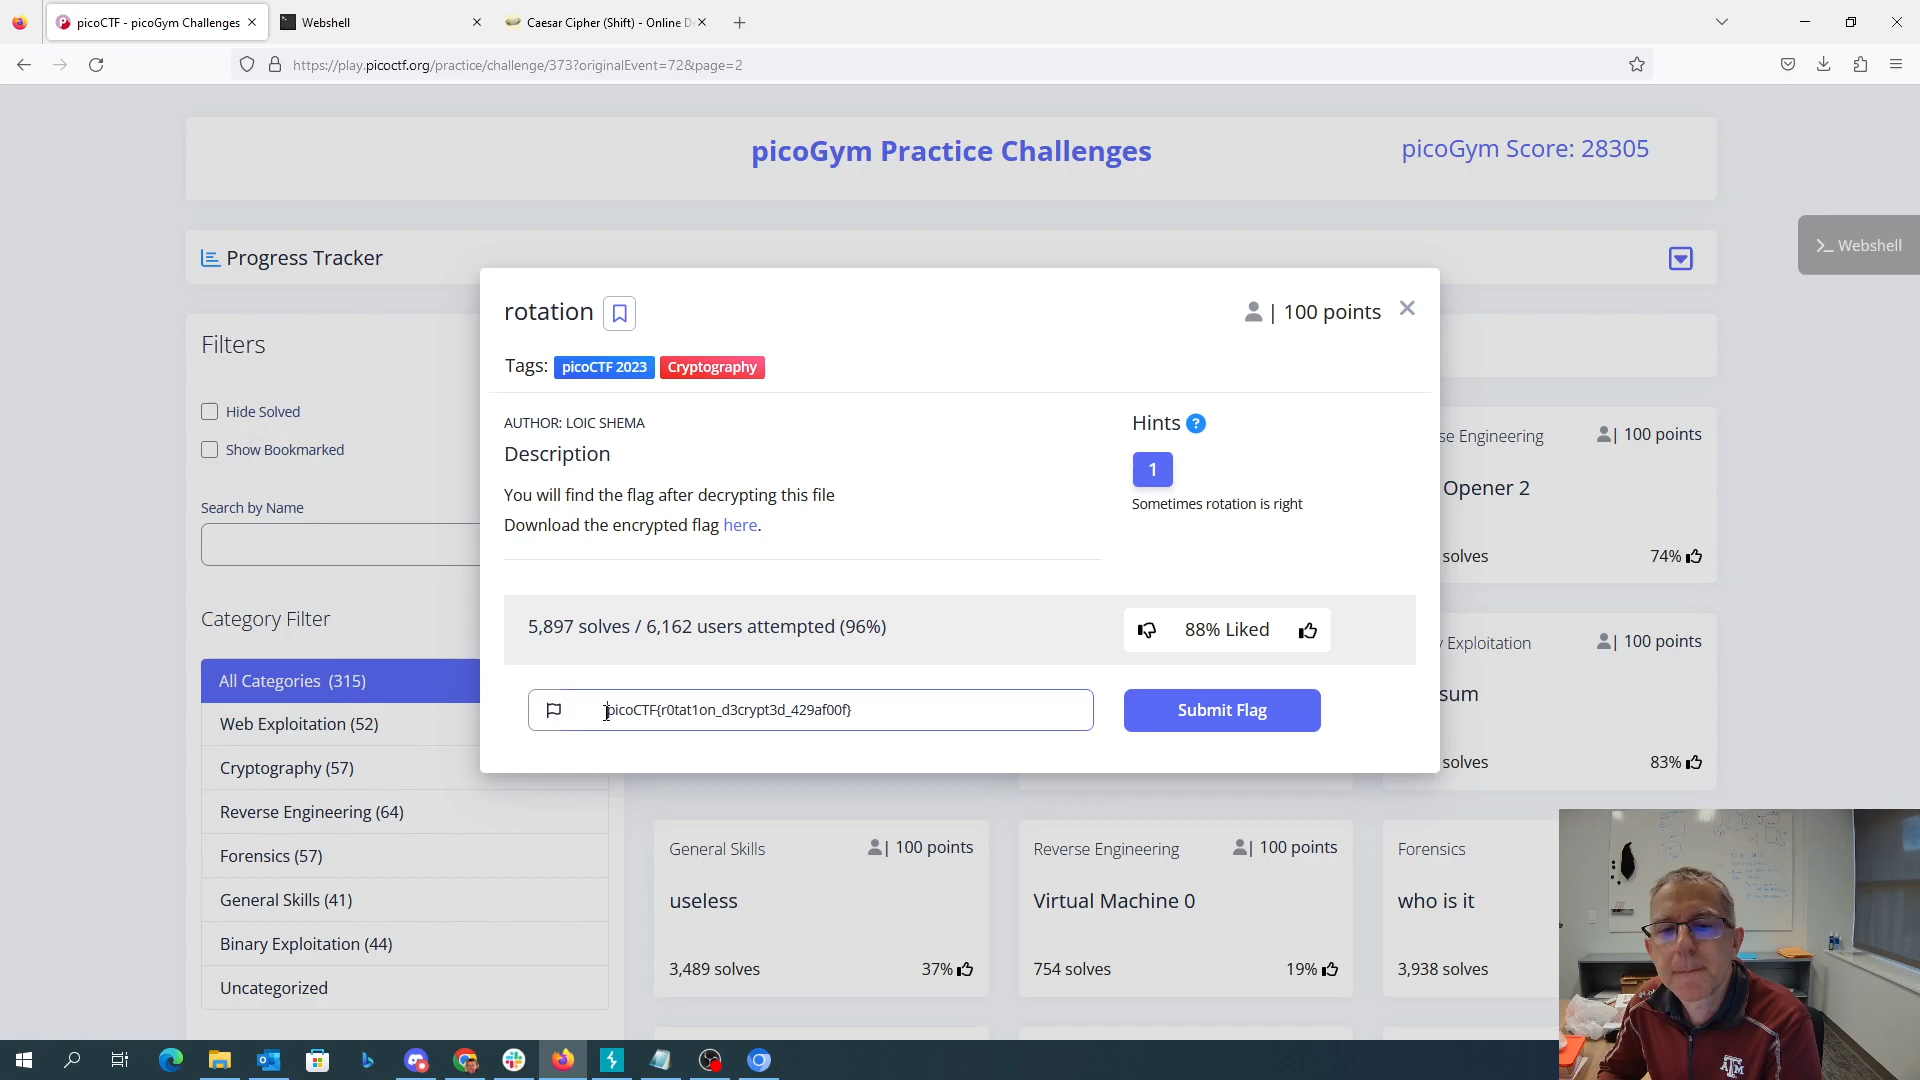 picoCTF - picoGym Challenges
Webshell
Caesar Cipher (Shift) - Online D
https://play.picoctf.org/practice/challenge/373?originalEvent=72&page=2
picoGym Practice Challenges
picoGym Score: 28305
Progress Tracker
Webshell
rotation
| 100 points
Tags: picoCTF 2023 Cryptography
AUTHOR: LOIC SHEMA
Description
You will find the flag after decrypting this file
Download the encrypted flag here.
Hints ?
1
Sometimes rotation is right
5,897 solves / 6,162 users attempted (96%)
88% Liked
picoCTF{r0tat1on_d3crypt3d_429af00f}
Submit Flag
Filters
Hide Solved
Show Bookmarked
Search by Name
Category Filter
All Categories (315)
Web Exploitation (52)
Cryptography (57)
Reverse Engineering (64)
Forensics (57)
General Skills (41)
Binary Exploitation (44)
Uncategorized
se Engineering
| 100 points
Opener 2
solves
74%
Exploitation
| 100 points
sum
solves
83%
General Skills
| 100 points
useless
3,489 solves
37%
Reverse Engineering
| 100 points
Virtual Machine 0
754 solves
19%
Forensics
who is it
3,938 solves